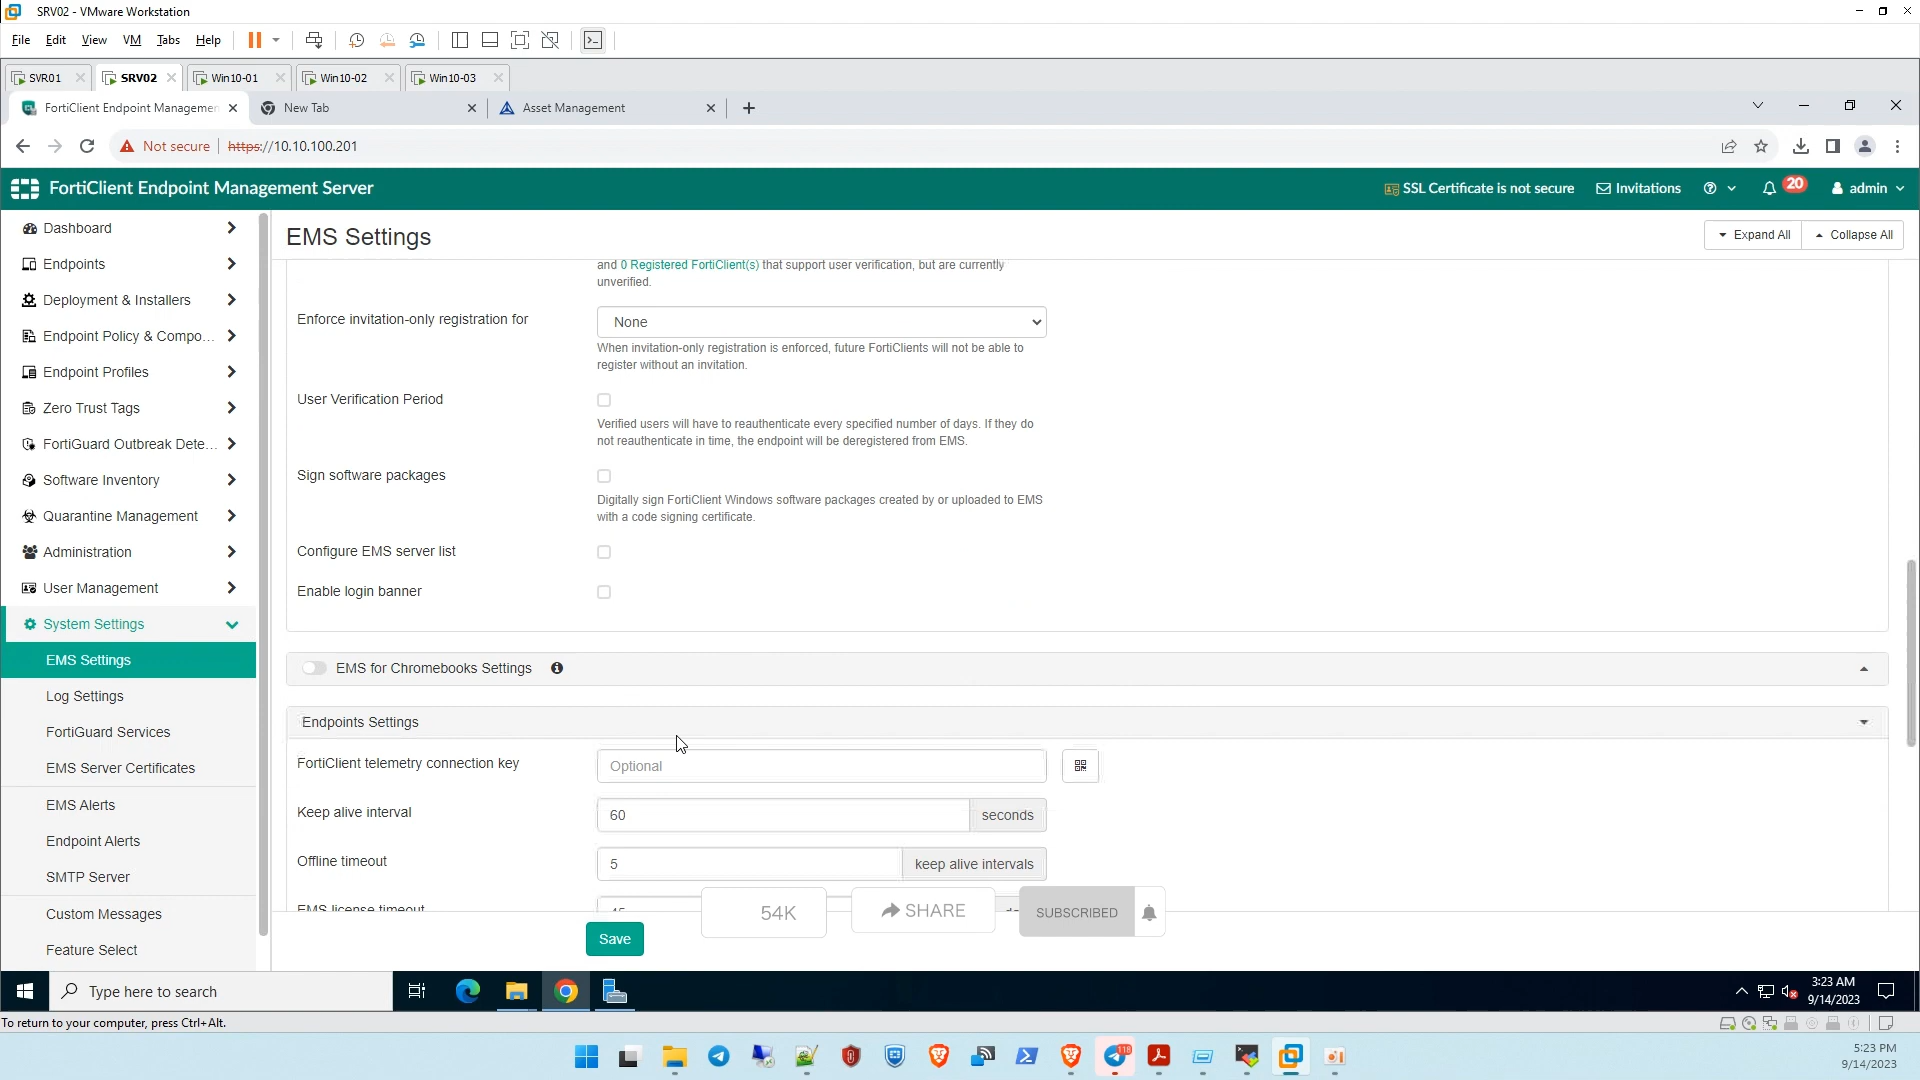 SRV02 - VMware Workstation
File Edit View VM Tabs Help
SVR01 SRV02 Win10-01 Win10-02 Win10-03
FortiClient Endpoint Managemen New Tab Asset Management
Not secure https://10.10.100.201
FortiClient Endpoint Management Server SSL Certificate is not secure Invitations 20 admin
Dashboard
Endpoints
Deployment & Installers
Endpoint Policy & Compo...
Endpoint Profiles
Zero Trust Tags
FortiGuard Outbreak Dete...
Software Inventory
Quarantine Management
Administration
User Management
System Settings
EMS Settings
Log Settings
FortiGuard Services
EMS Server Certificates
EMS Alerts
Endpoint Alerts
SMTP Server
Custom Messages
Feature Select
EMS Settings Expand All Collapse All
and 0 Registered FortiClient(s) that support user verification, but are currently
unverified.
Enforce invitation-only registration for None
When invitation-only registration is enforced, future FortiClients will not be able to
register without an invitation.
User Verification Period
Verified users will have to reauthenticate every specified number of days. If they do
not reauthenticate in time, the endpoint will be deregistered from EMS.
Sign software packages
Digitally sign FortiClient Windows software packages created by or uploaded to EMS
with a code signing certificate.
Configure EMS server list
Enable login banner
EMS for Chromebooks Settings
Endpoints Settings
FortiClient telemetry connection key Optional
Keep alive interval 60 seconds
Offline timeout 5 keep alive intervals
EMS license timeout 45
54K SHARE SUBSCRIBED
Save
Type here to search 3:23 AM
9/14/2023
To return to your computer, press Ctrl+Alt.
118
5:23 PM
9/14/2023